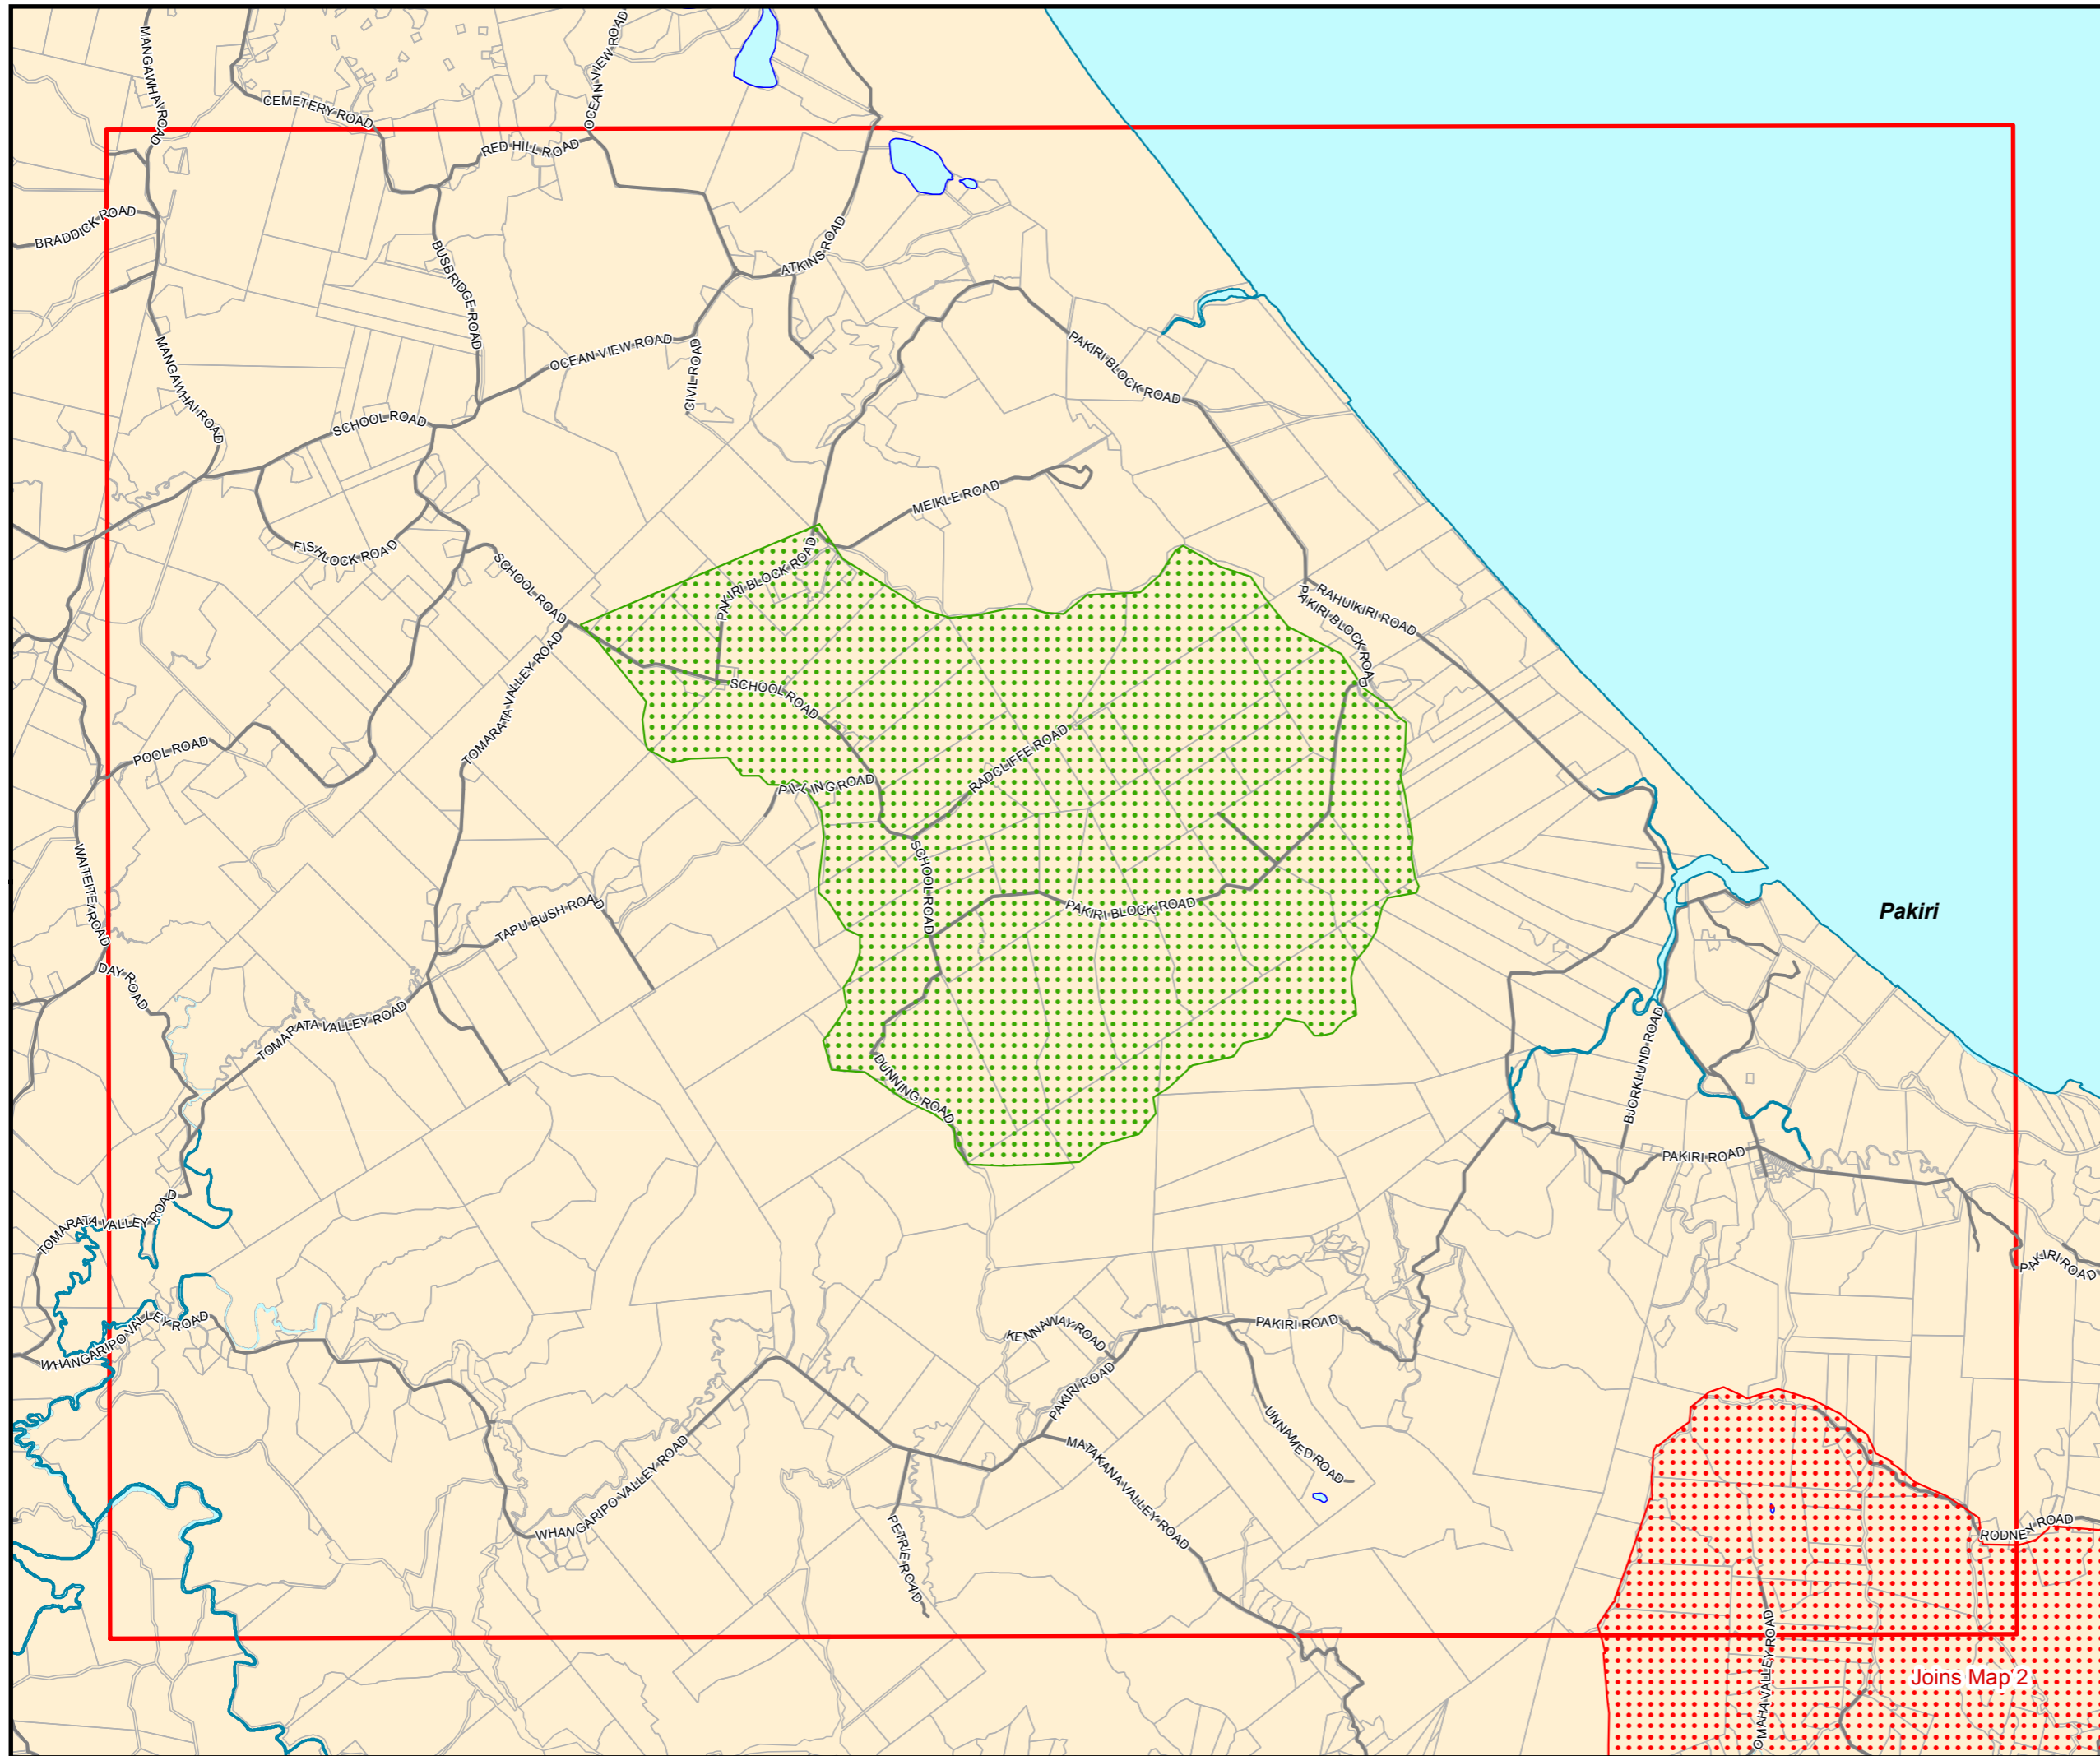 MANGAWHAI ROAD
OCEAN VIEW ROAD
CEMETERY ROAD
RED HILL ROAD
BRADDICK ROAD
BUSBRIDGE ROAD
ATKINS ROAD
MANGAWHAI ROAD
OCEAN VIEW ROAD
CIVIL ROAD
PAKIRI BLOCK ROAD
SCHOOL ROAD
MEIKLE ROAD
FISHLOCK ROAD
SCHOOL ROAD
PAKIRI BLOCK ROAD
RAHUIKIRI ROAD
PAKIRI BLOCK ROAD
TOMARATA VALLEY ROAD
SCHOOL ROAD
POOL ROAD
RADCLIFFE ROAD
PILLING ROAD
WAITEITEI ROAD
SCHOOL ROAD
TAPU BUSH ROAD
PAKIRI BLOCK ROAD
Pakiri
DAY ROAD
TOMARATA VALLEY ROAD
BJORKLUND ROAD
DUNNING ROAD
PAKIRI ROAD
TOMARATA VALLEY ROAD
PAKIRI ROAD
WHANGARIPO VALLEY ROAD
KENNAWAY ROAD
PAKIRI ROAD
PAKIRI ROAD
UNNAMED ROAD
MATAKANA VALLEY ROAD
WHANGARIPO VALLEY ROAD
PETRIE ROAD
RODNEY ROAD
OMAHA VALLEY ROAD
Joins Map 2